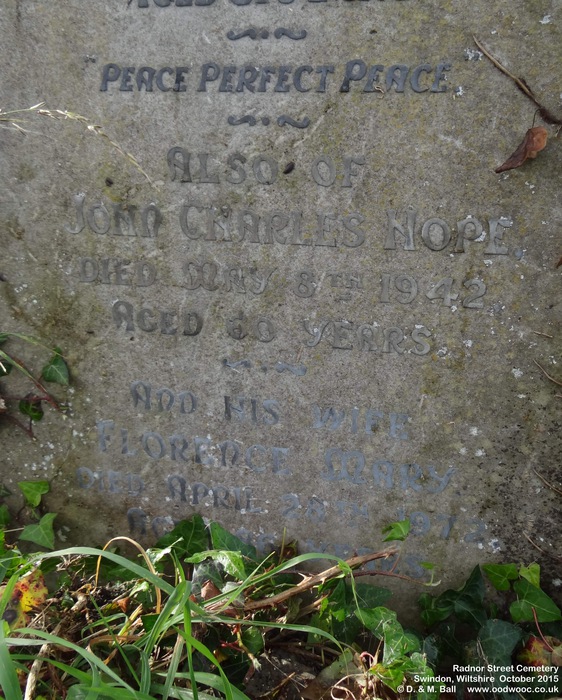 PEACE PERFECT PEACE
ALSO OF
JOHN CHARLES HOPE,
DIED MAY 8TH 1942
AGED 60 YEARS
AND HIS WIFE
FLORENCE MARY
DIED APRIL 1972
Radnor Street Cemetery
Swindon, Wiltshire October 2015
© D. & M. Ball www.oodwooc.co.uk